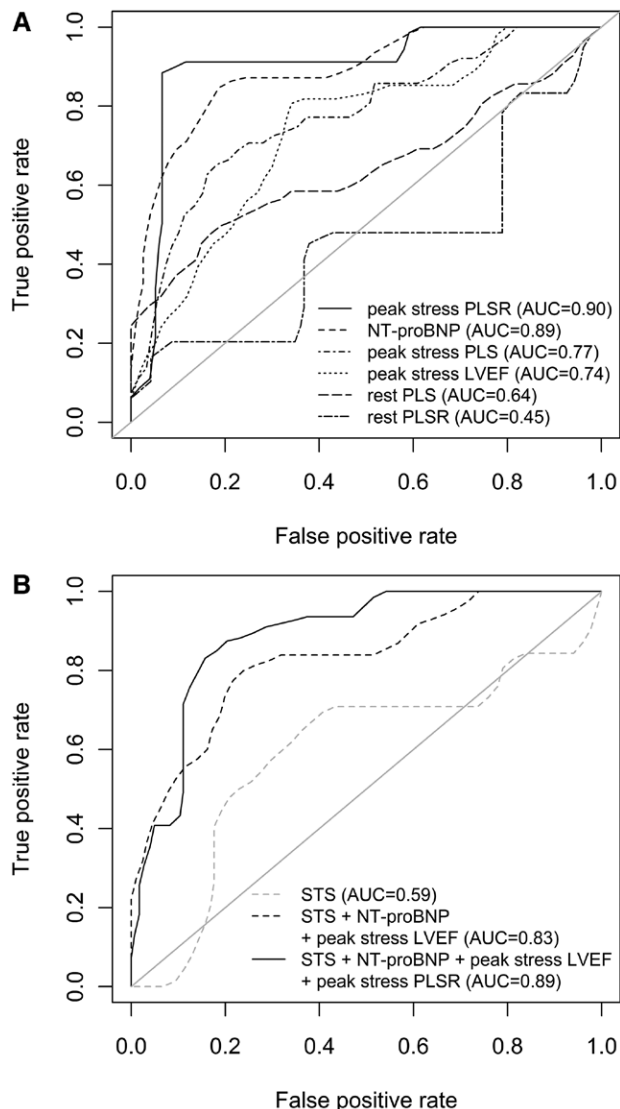 A
True positive rate
1.0
0.8
0.6
0.4
0.2
0.0
peak stress PLSR (AUC=0.90)
NT-proBNP (AUC=0.89)
peak stress PLS (AUC=0.77)
peak stress LVEF (AUC=0.74)
rest PLS (AUC=0.64)
rest PLSR (AUC=0.45)
0.0 0.2 0.4 0.6 0.8 1.0
False positive rate
B
True positive rate
1.0
0.8
0.6
0.4
0.2
0.0
STS (AUC=0.59)
STS + NT-proBNP
+ peak stress LVEF (AUC=0.83)
STS + NT-proBNP + peak stress LVEF
+ peak stress PLSR (AUC=0.89)
0.0 0.2 0.4 0.6 0.8 1.0
False positive rate